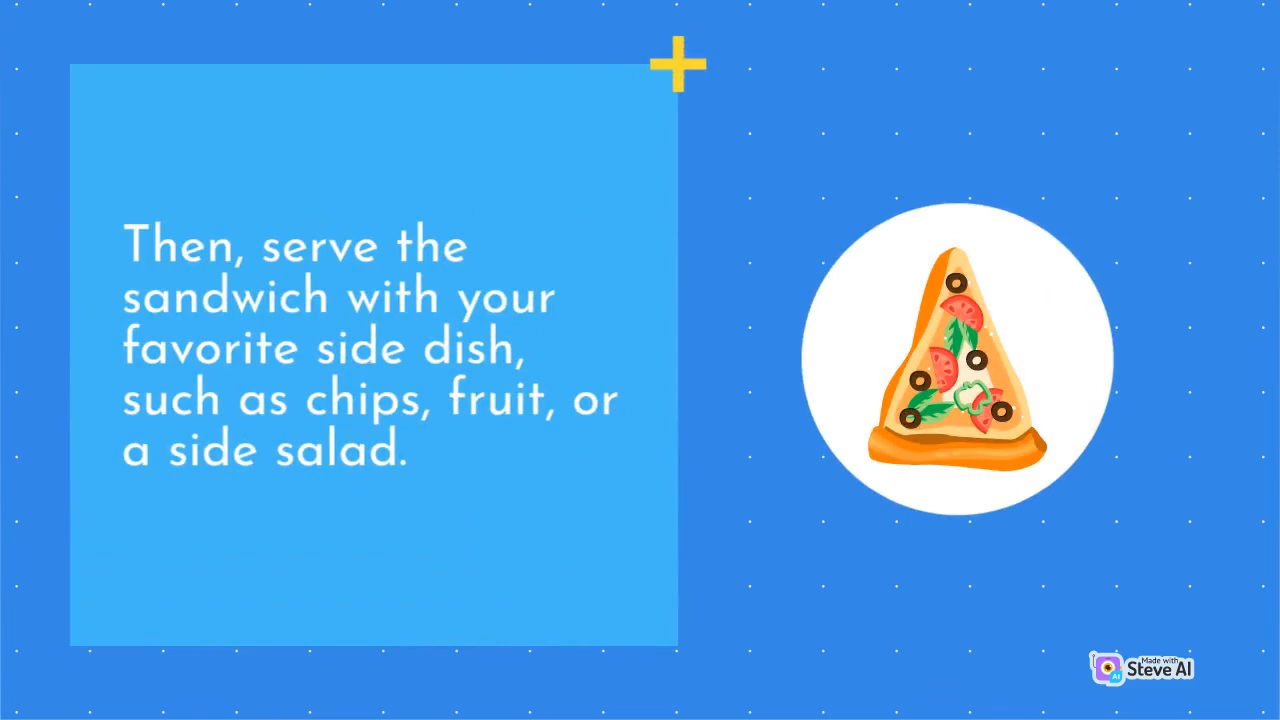 Then, serve the
sandwich with your
favorite side dish,
such as chips, fruit, or
a side salad.
Made with
AI Steve AI